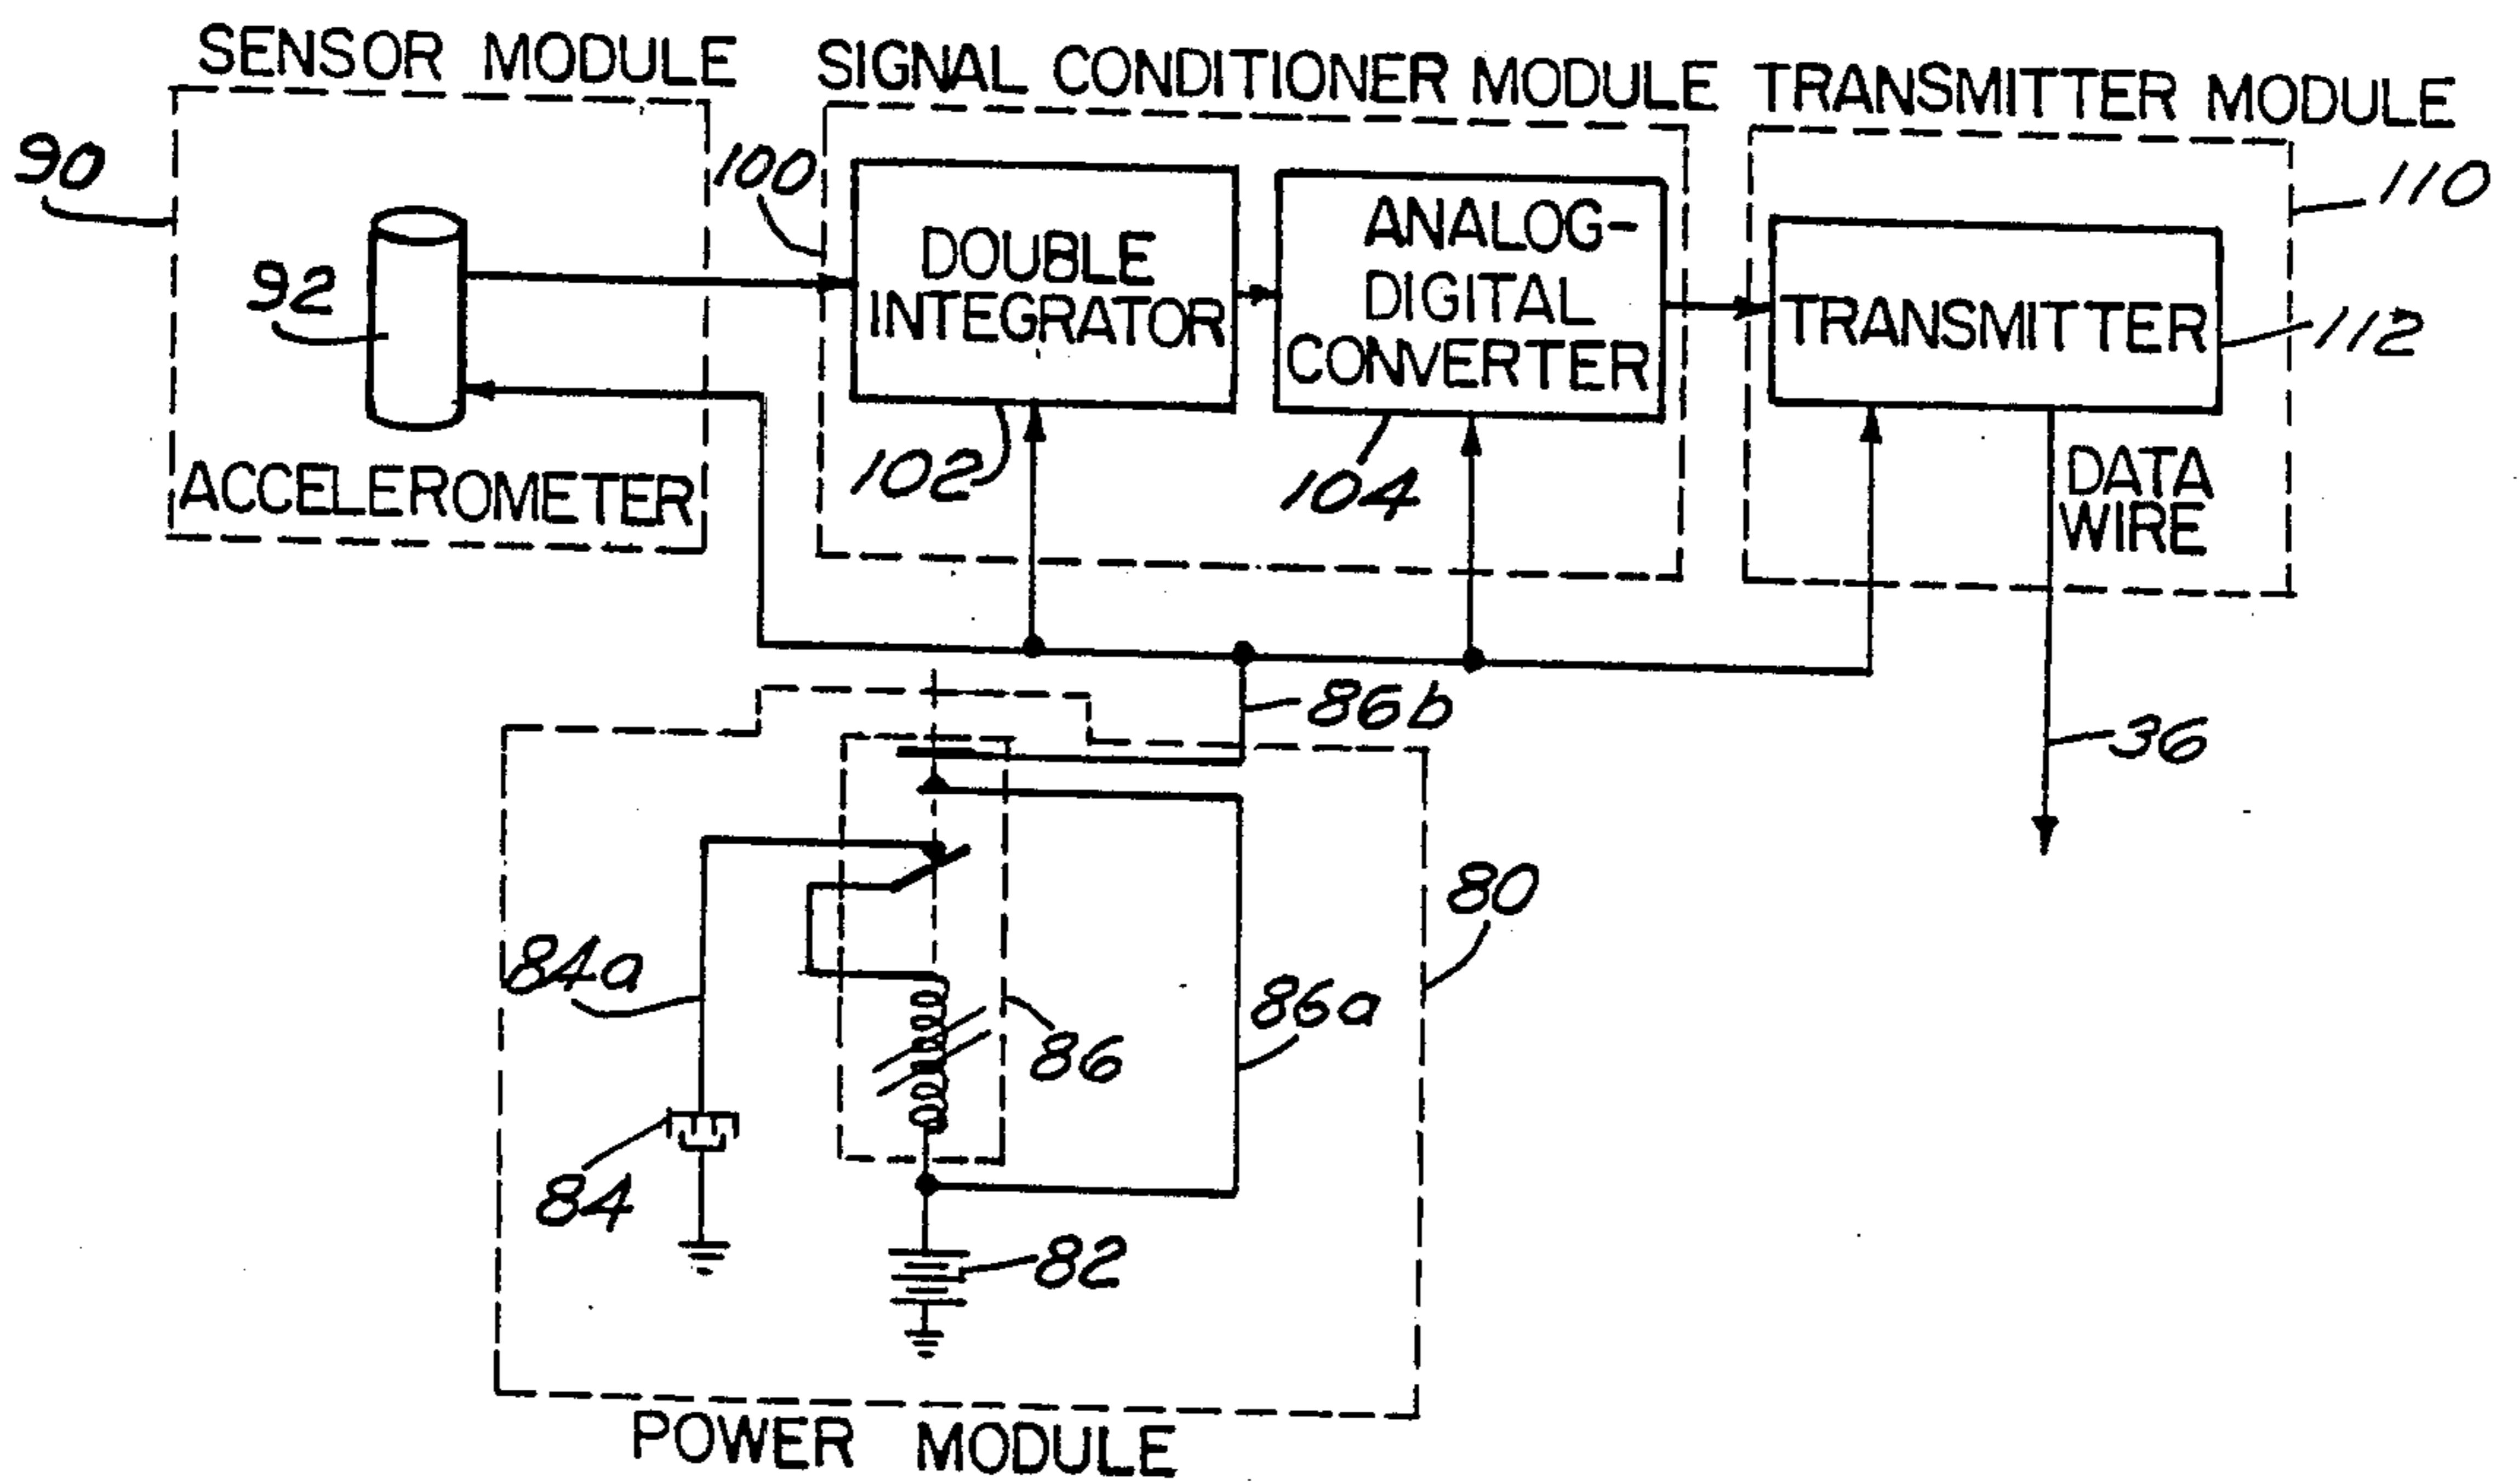 SENSOR MODULE
SIGNAL CONDITIONER MODULE
TRANSMITTER MODULE
90
100
110
92
DOUBLE
INTEGRATOR
ANALOG-
DIGITAL
CONVERTER
TRANSMITTER
112
ACCELEROMETER
102
104
DATA
WIRE
86b
36
80
84a
86a
86
84
82
POWER MODULE